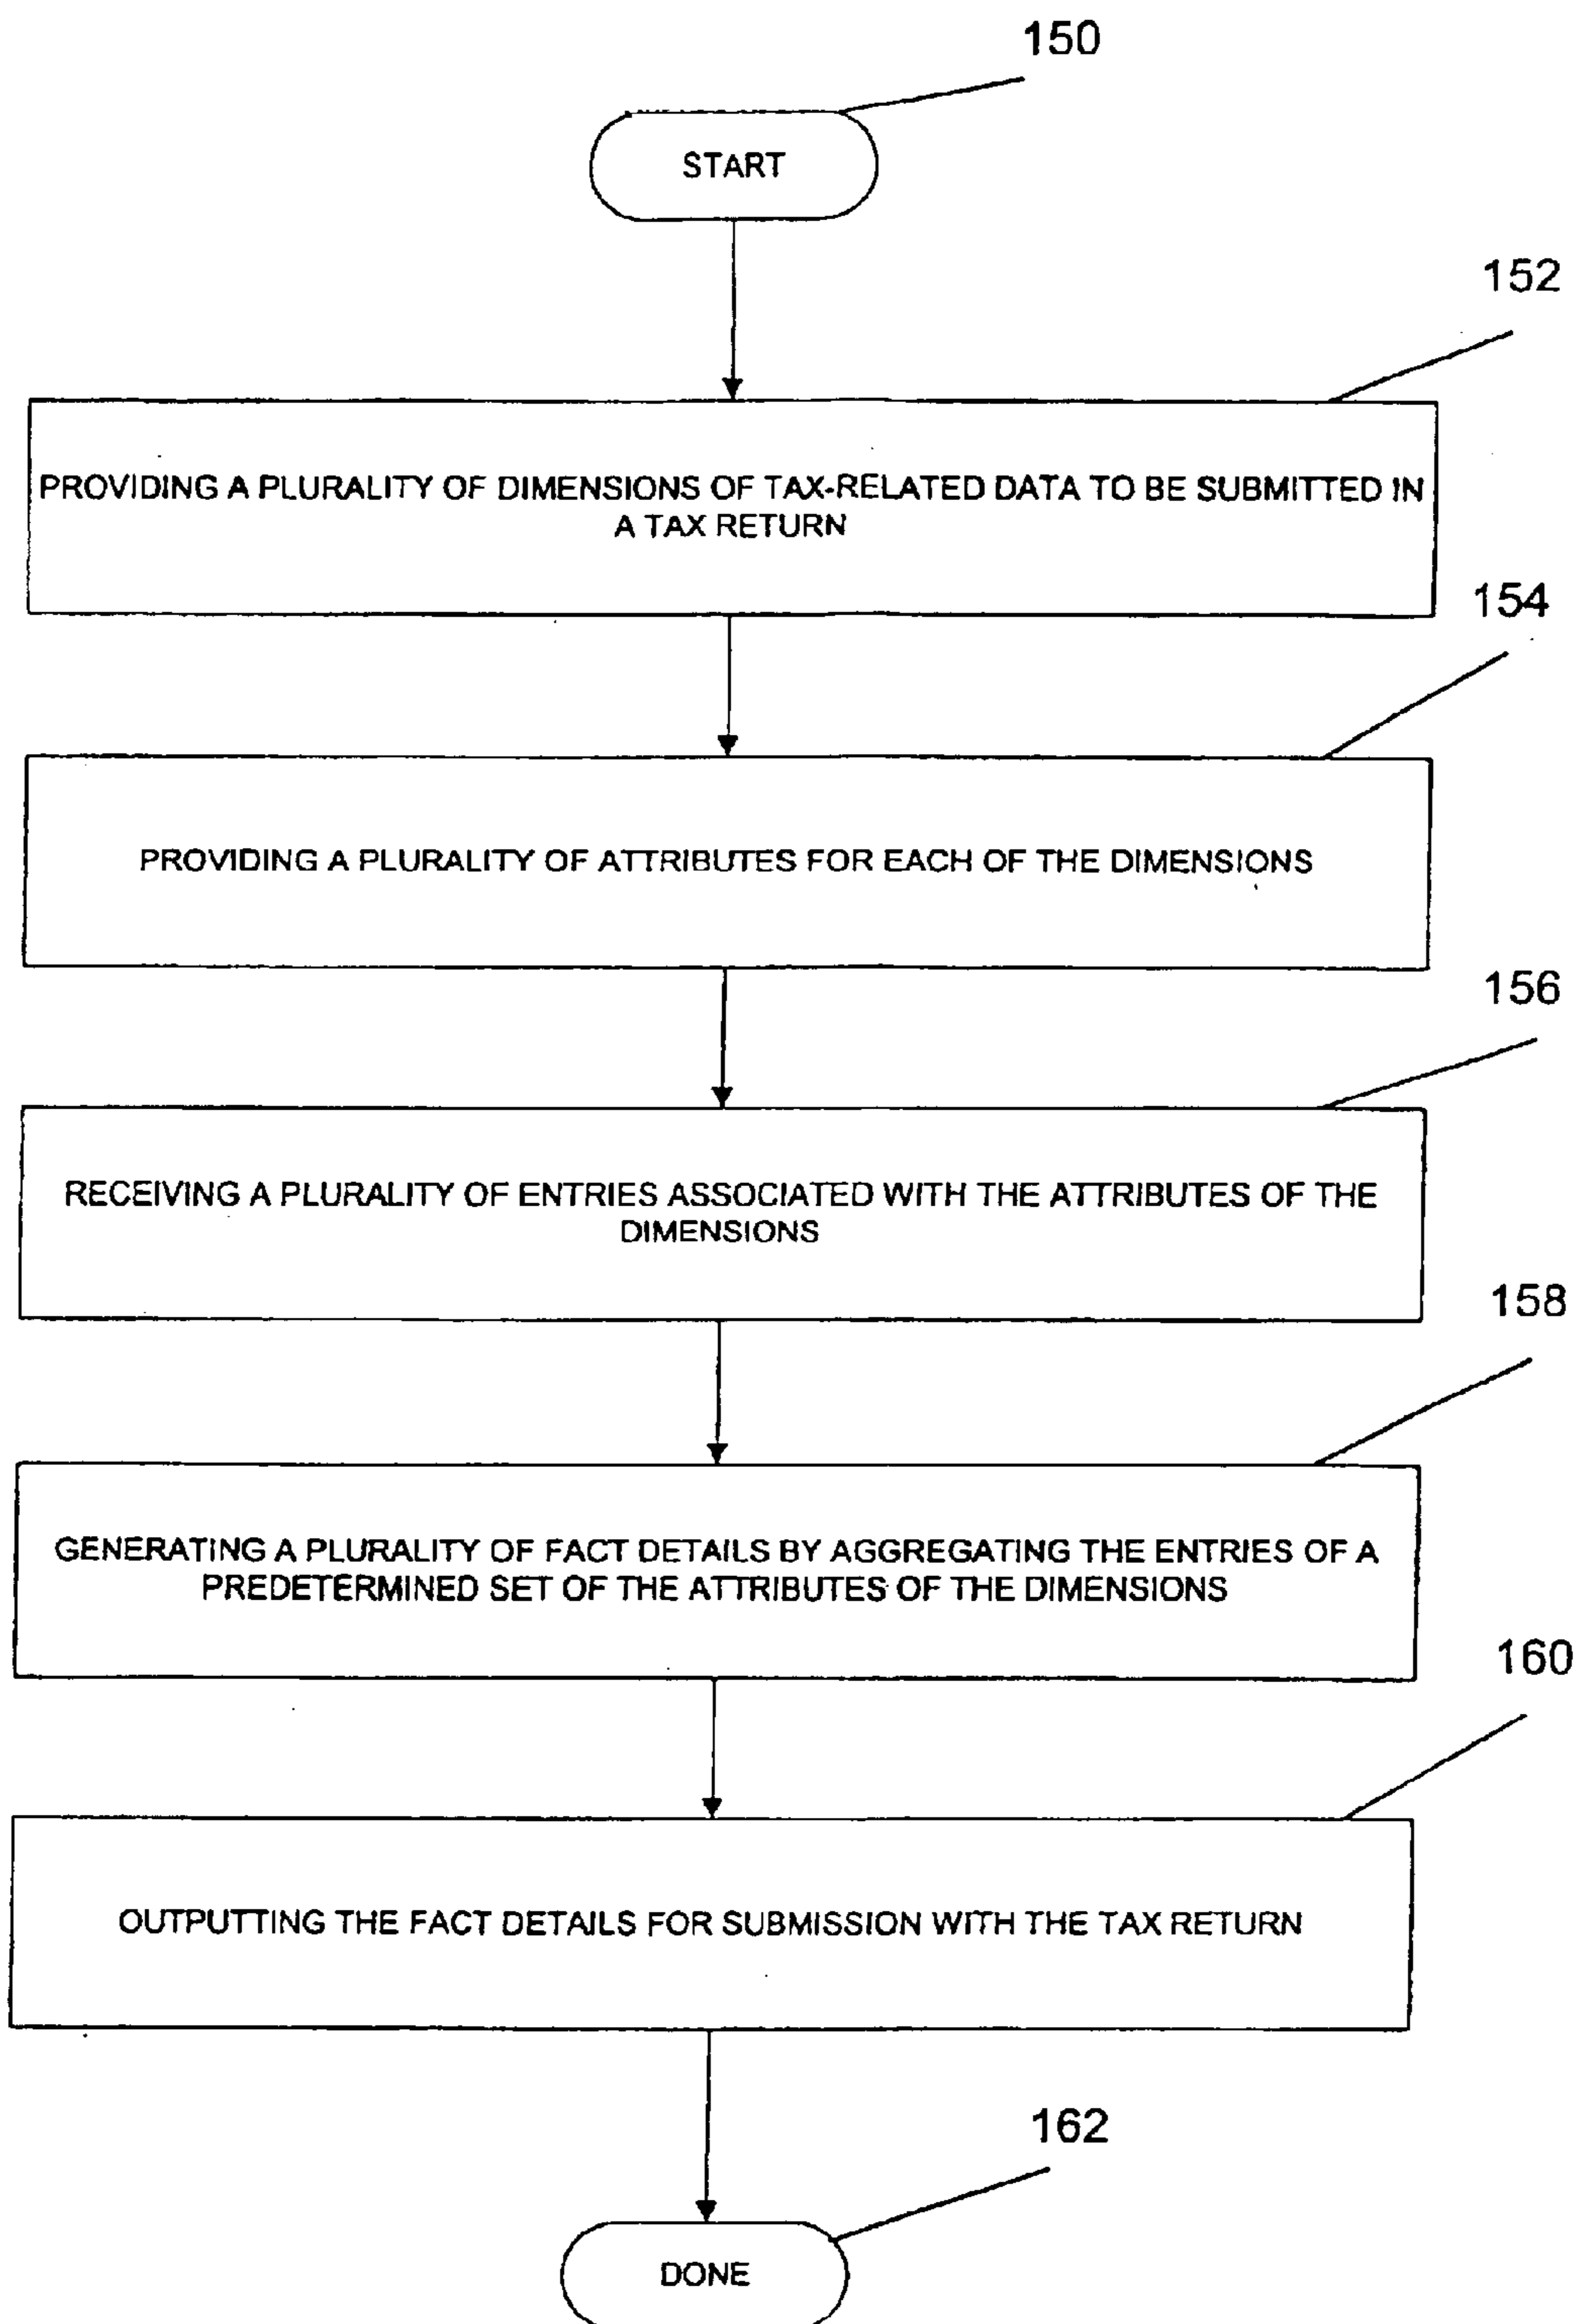 150
START
152
PROVIDING A PLURALITY OF DIMENSIONS OF TAX-RELATED DATA TO BE SUBMITTED IN
A TAX RETURN
154
PROVIDING A PLURALITY OF ATTRIBUTES FOR EACH OF THE DIMENSIONS
156
RECEIVING A PLURALITY OF ENTRIES ASSOCIATED WITH THE ATTRIBUTES OF THE
DIMENSIONS
158
GENERATING A PLURALITY OF FACT DETAILS BY AGGREGATING THE ENTRIES OF A
PREDETERMINED SET OF THE ATTRIBUTES OF THE DIMENSIONS
160
OUTPUTTING THE FACT DETAILS FOR SUBMISSION WITH THE TAX RETURN
162
DONE